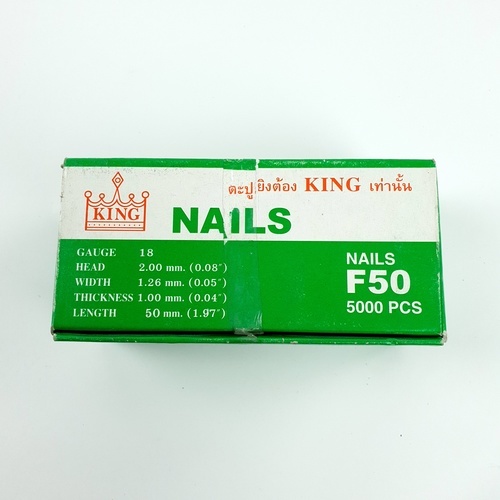 ตะปูยิงต้อง KING เท่านั้น
KING
NAILS
GAUGE 18
HEAD 2.00 mm. (0.08")
WIDTH 1.26 mm. (0.05")
THICKNESS 1.00 mm. (0.04")
LENGTH 50 mm. (1.97")
NAILS
F50
5000 PCS